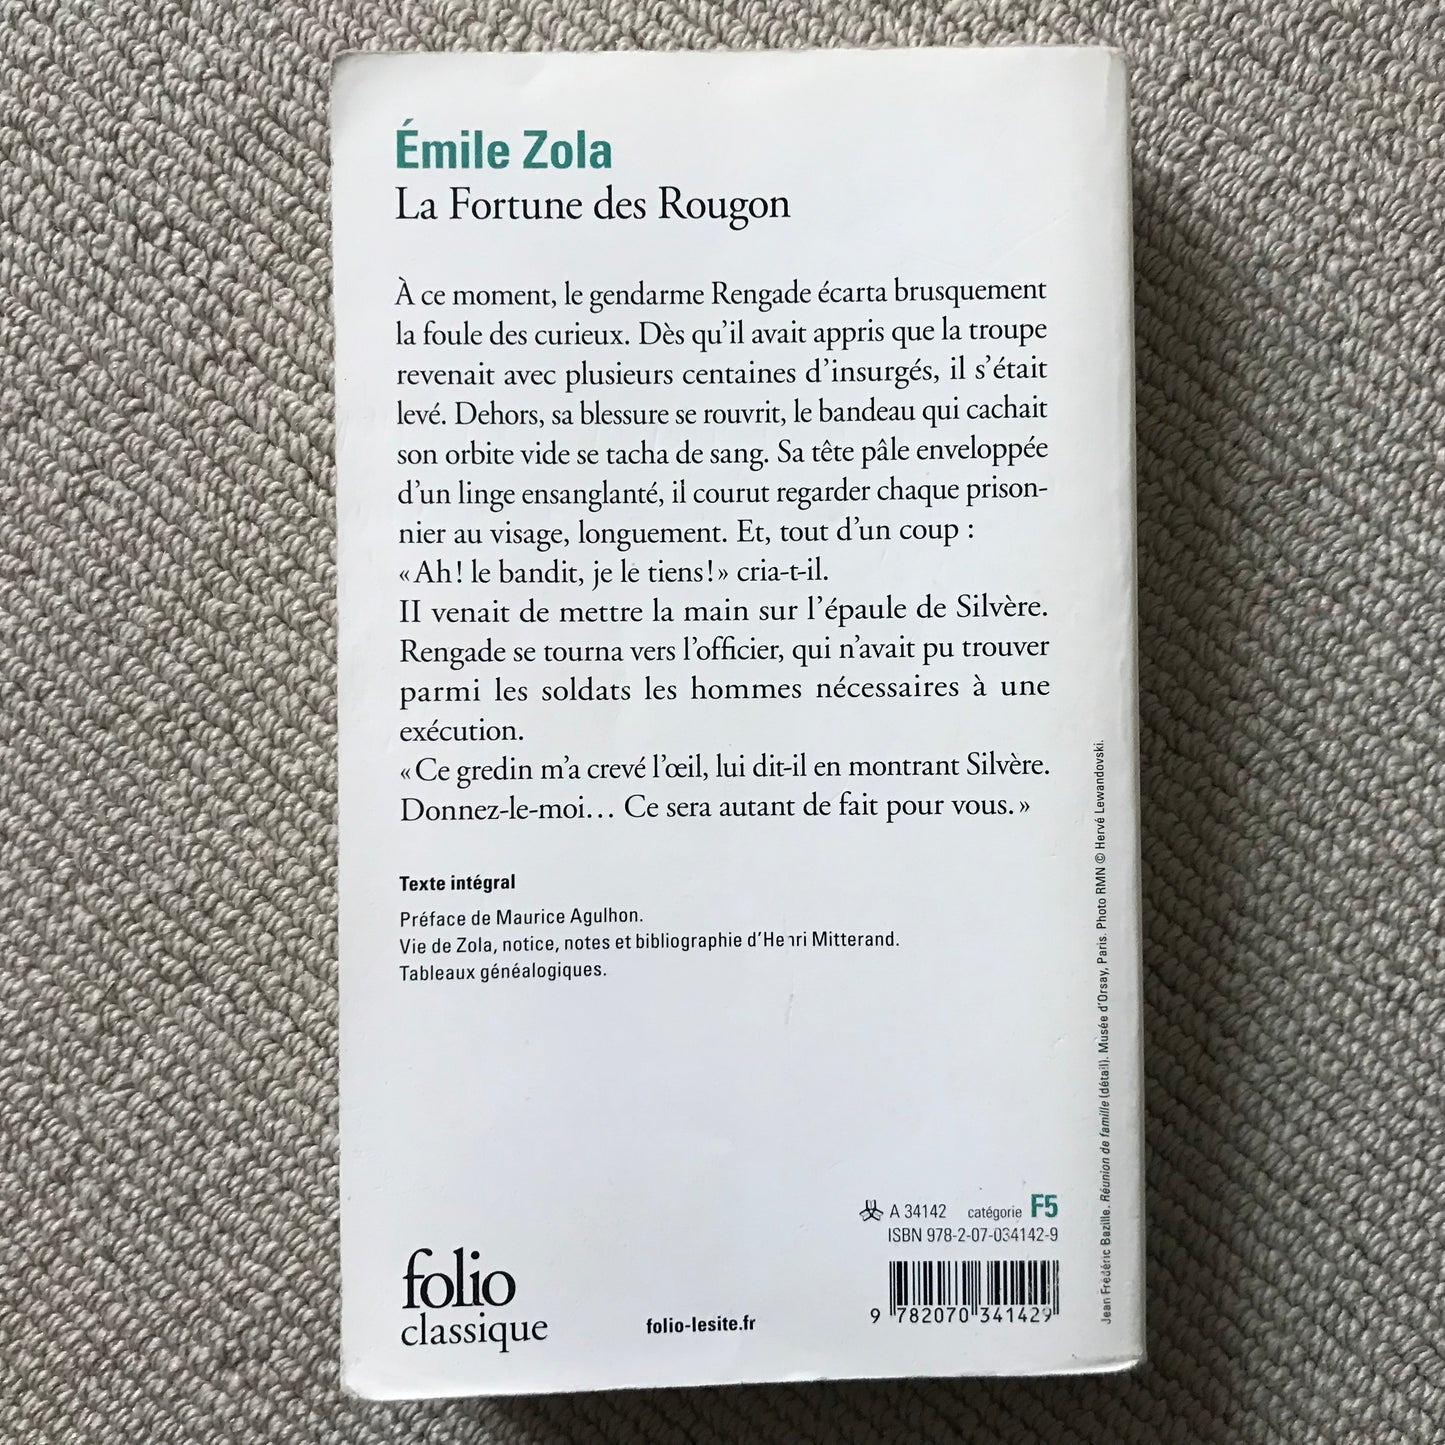 Émile Zola
La Fortune des Rougon
À ce moment, le gendarme Rengade écarta brusquement
la foule des curieux. Dès qu'il avait appris que la troupe
revenait avec plusieurs centaines d'insurgés, il s'était
levé. Dehors, sa blessure se rouvrit, le bandeau qui cachait
son orbite vide se tacha de sang. Sa tête pâle enveloppée
d'un linge ensanglanté, il courut regarder chaque prison-
nier au visage, longuement. Et, tout d'un coup :
« Ah ! le bandit, je le tiens ! » cria-t-il.
II venait de mettre la main sur l'épaule de Silvère.
Rengade se tourna vers l'officier, qui n'avait pu trouver
parmi les soldats les hommes nécessaires à une
exécution.
« Ce gredin m'a crevé l'œil, lui dit-il en montrant Silvère.
Donnez-le-moi... Ce sera autant de fait pour vous. »
Texte intégral
Préface de Maurice Agulhon.
Vie de Zola, notice, notes et bibliographie d'Henri Mitterand.
Tableaux généalogiques.
Jean Frédéric Bazille. Réunion de famille (détail). Musée d'Orsay, Paris. Photo RMN © Hervé Lewandovski.
A 34142 catégorie F5
ISBN 978-2-07-034142-9
9 782070 341429
folio
classique
folio-lesite.fr